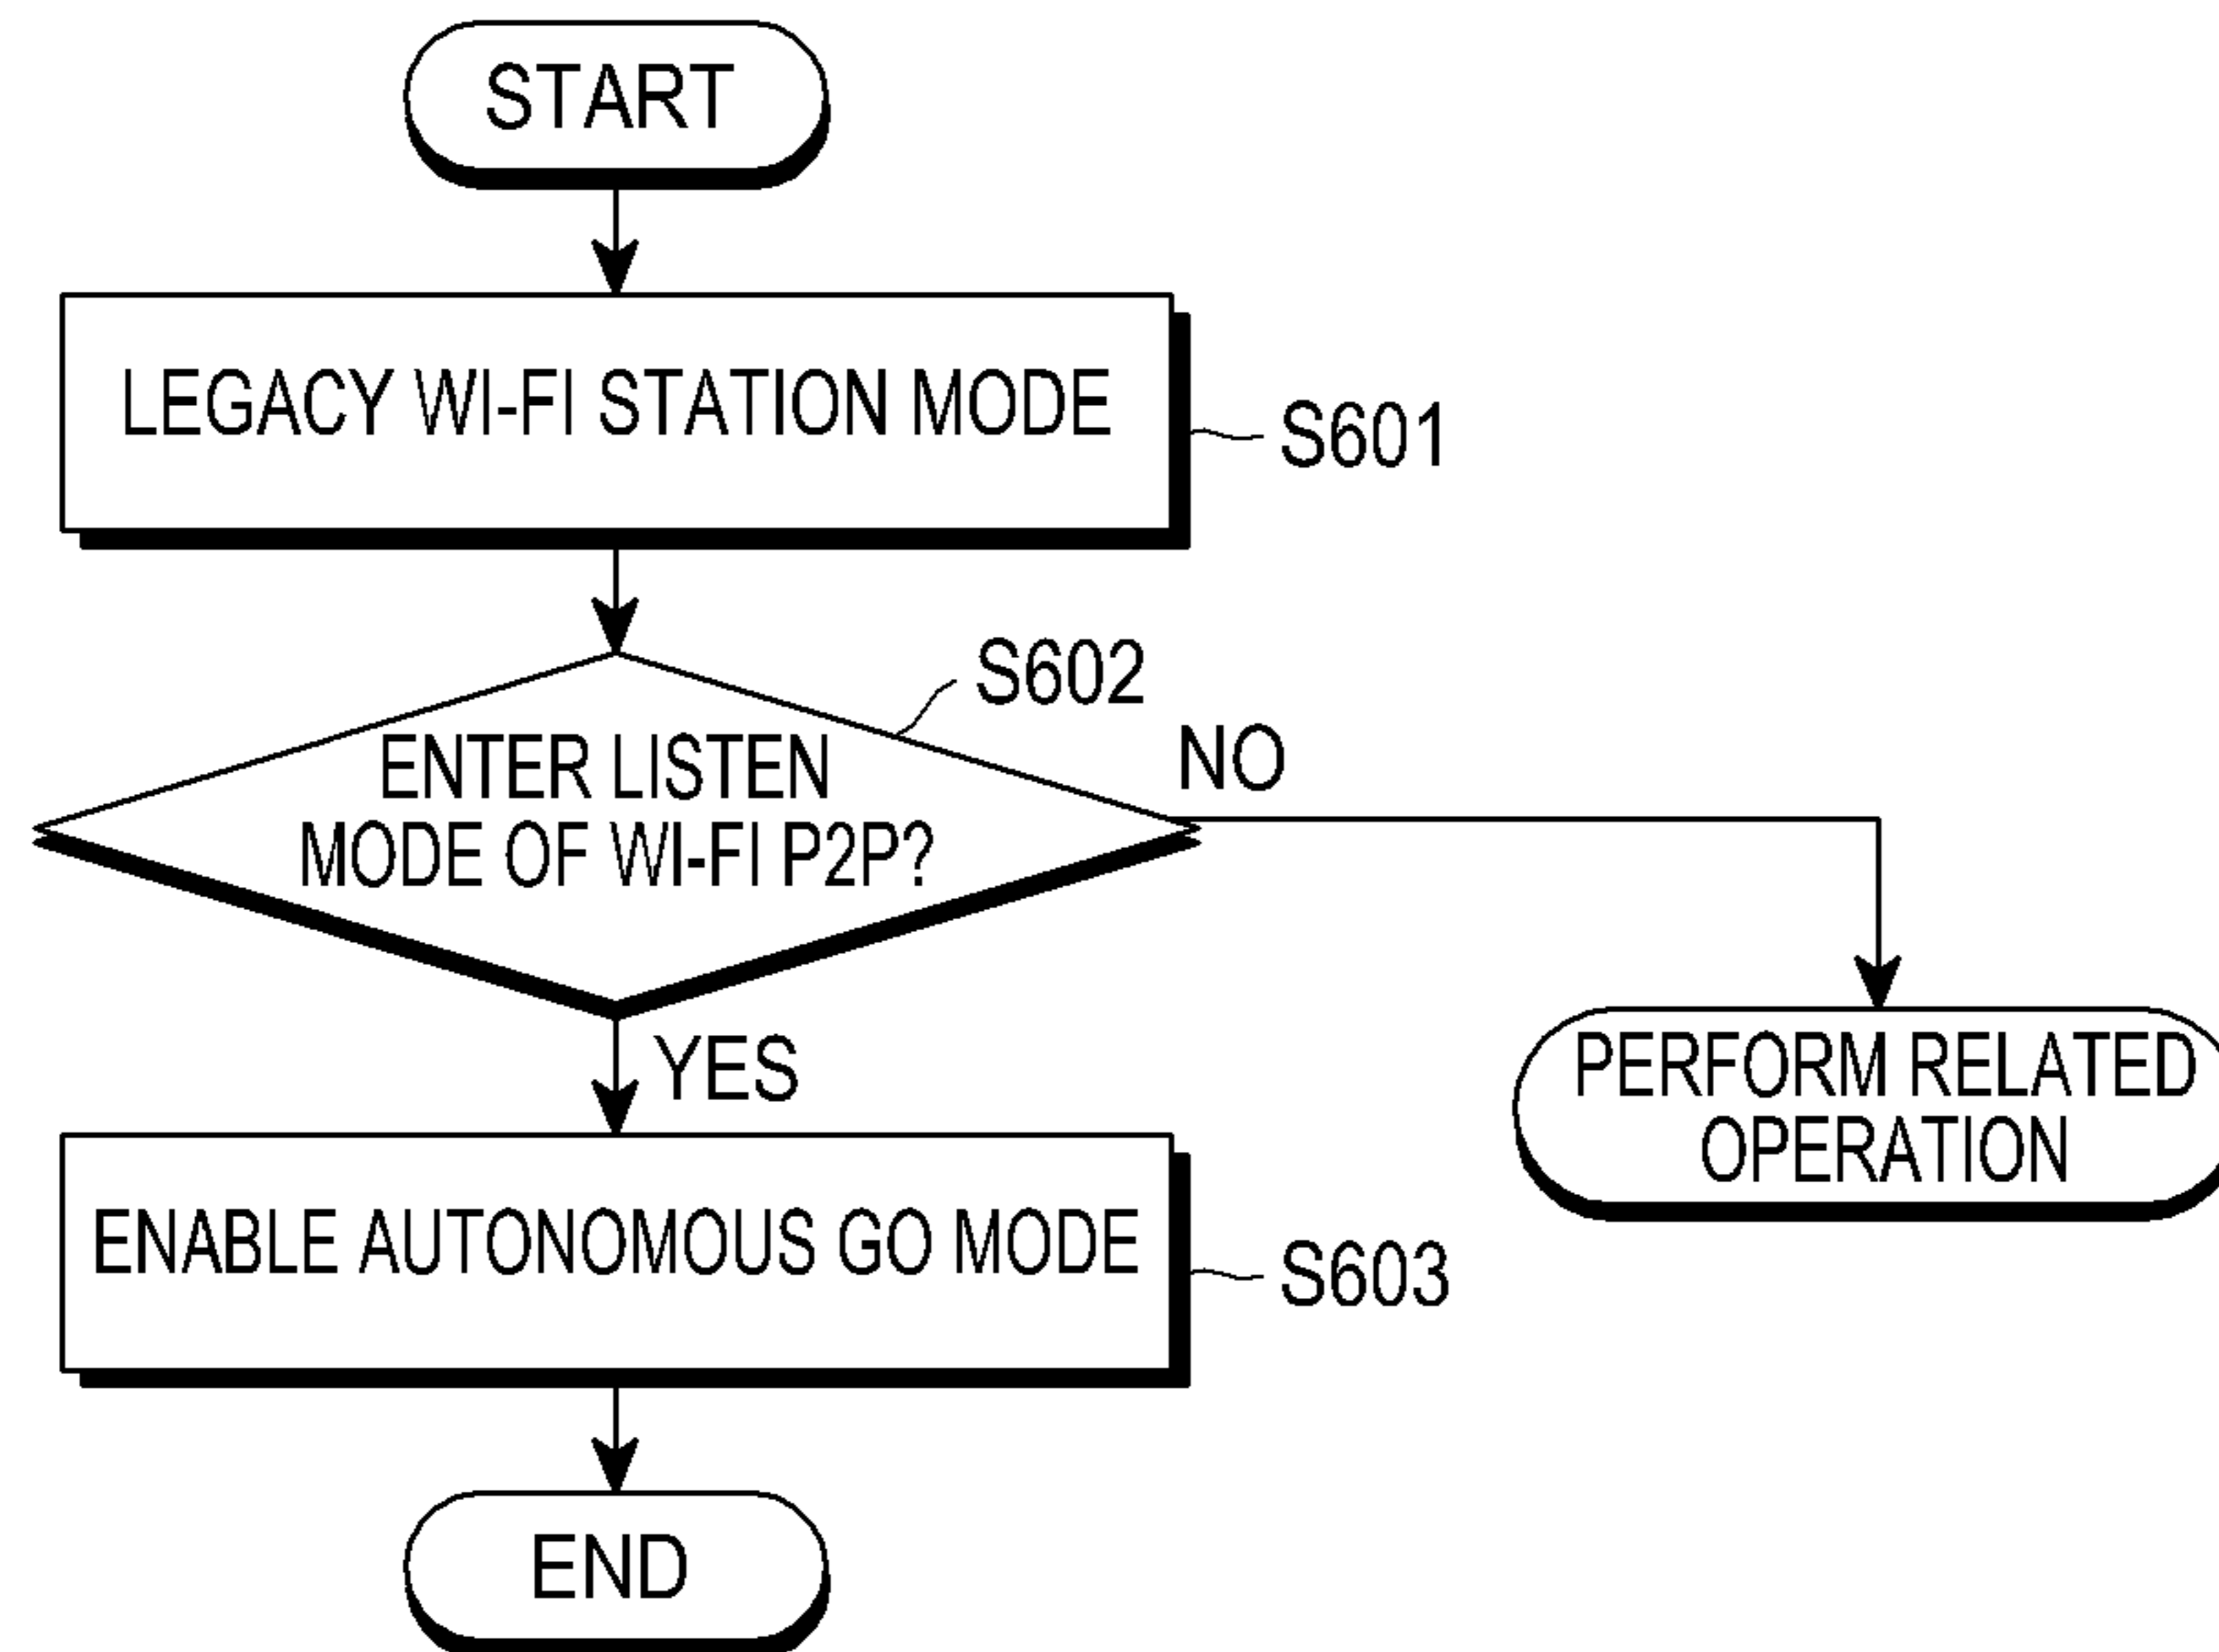 START
LEGACY WI-FI STATION MODE
S601
S602
ENTER LISTEN
MODE OF WI-FI P2P?
NO
YES
PERFORM RELATED
OPERATION
ENABLE AUTONOMOUS GO MODE
S603
END